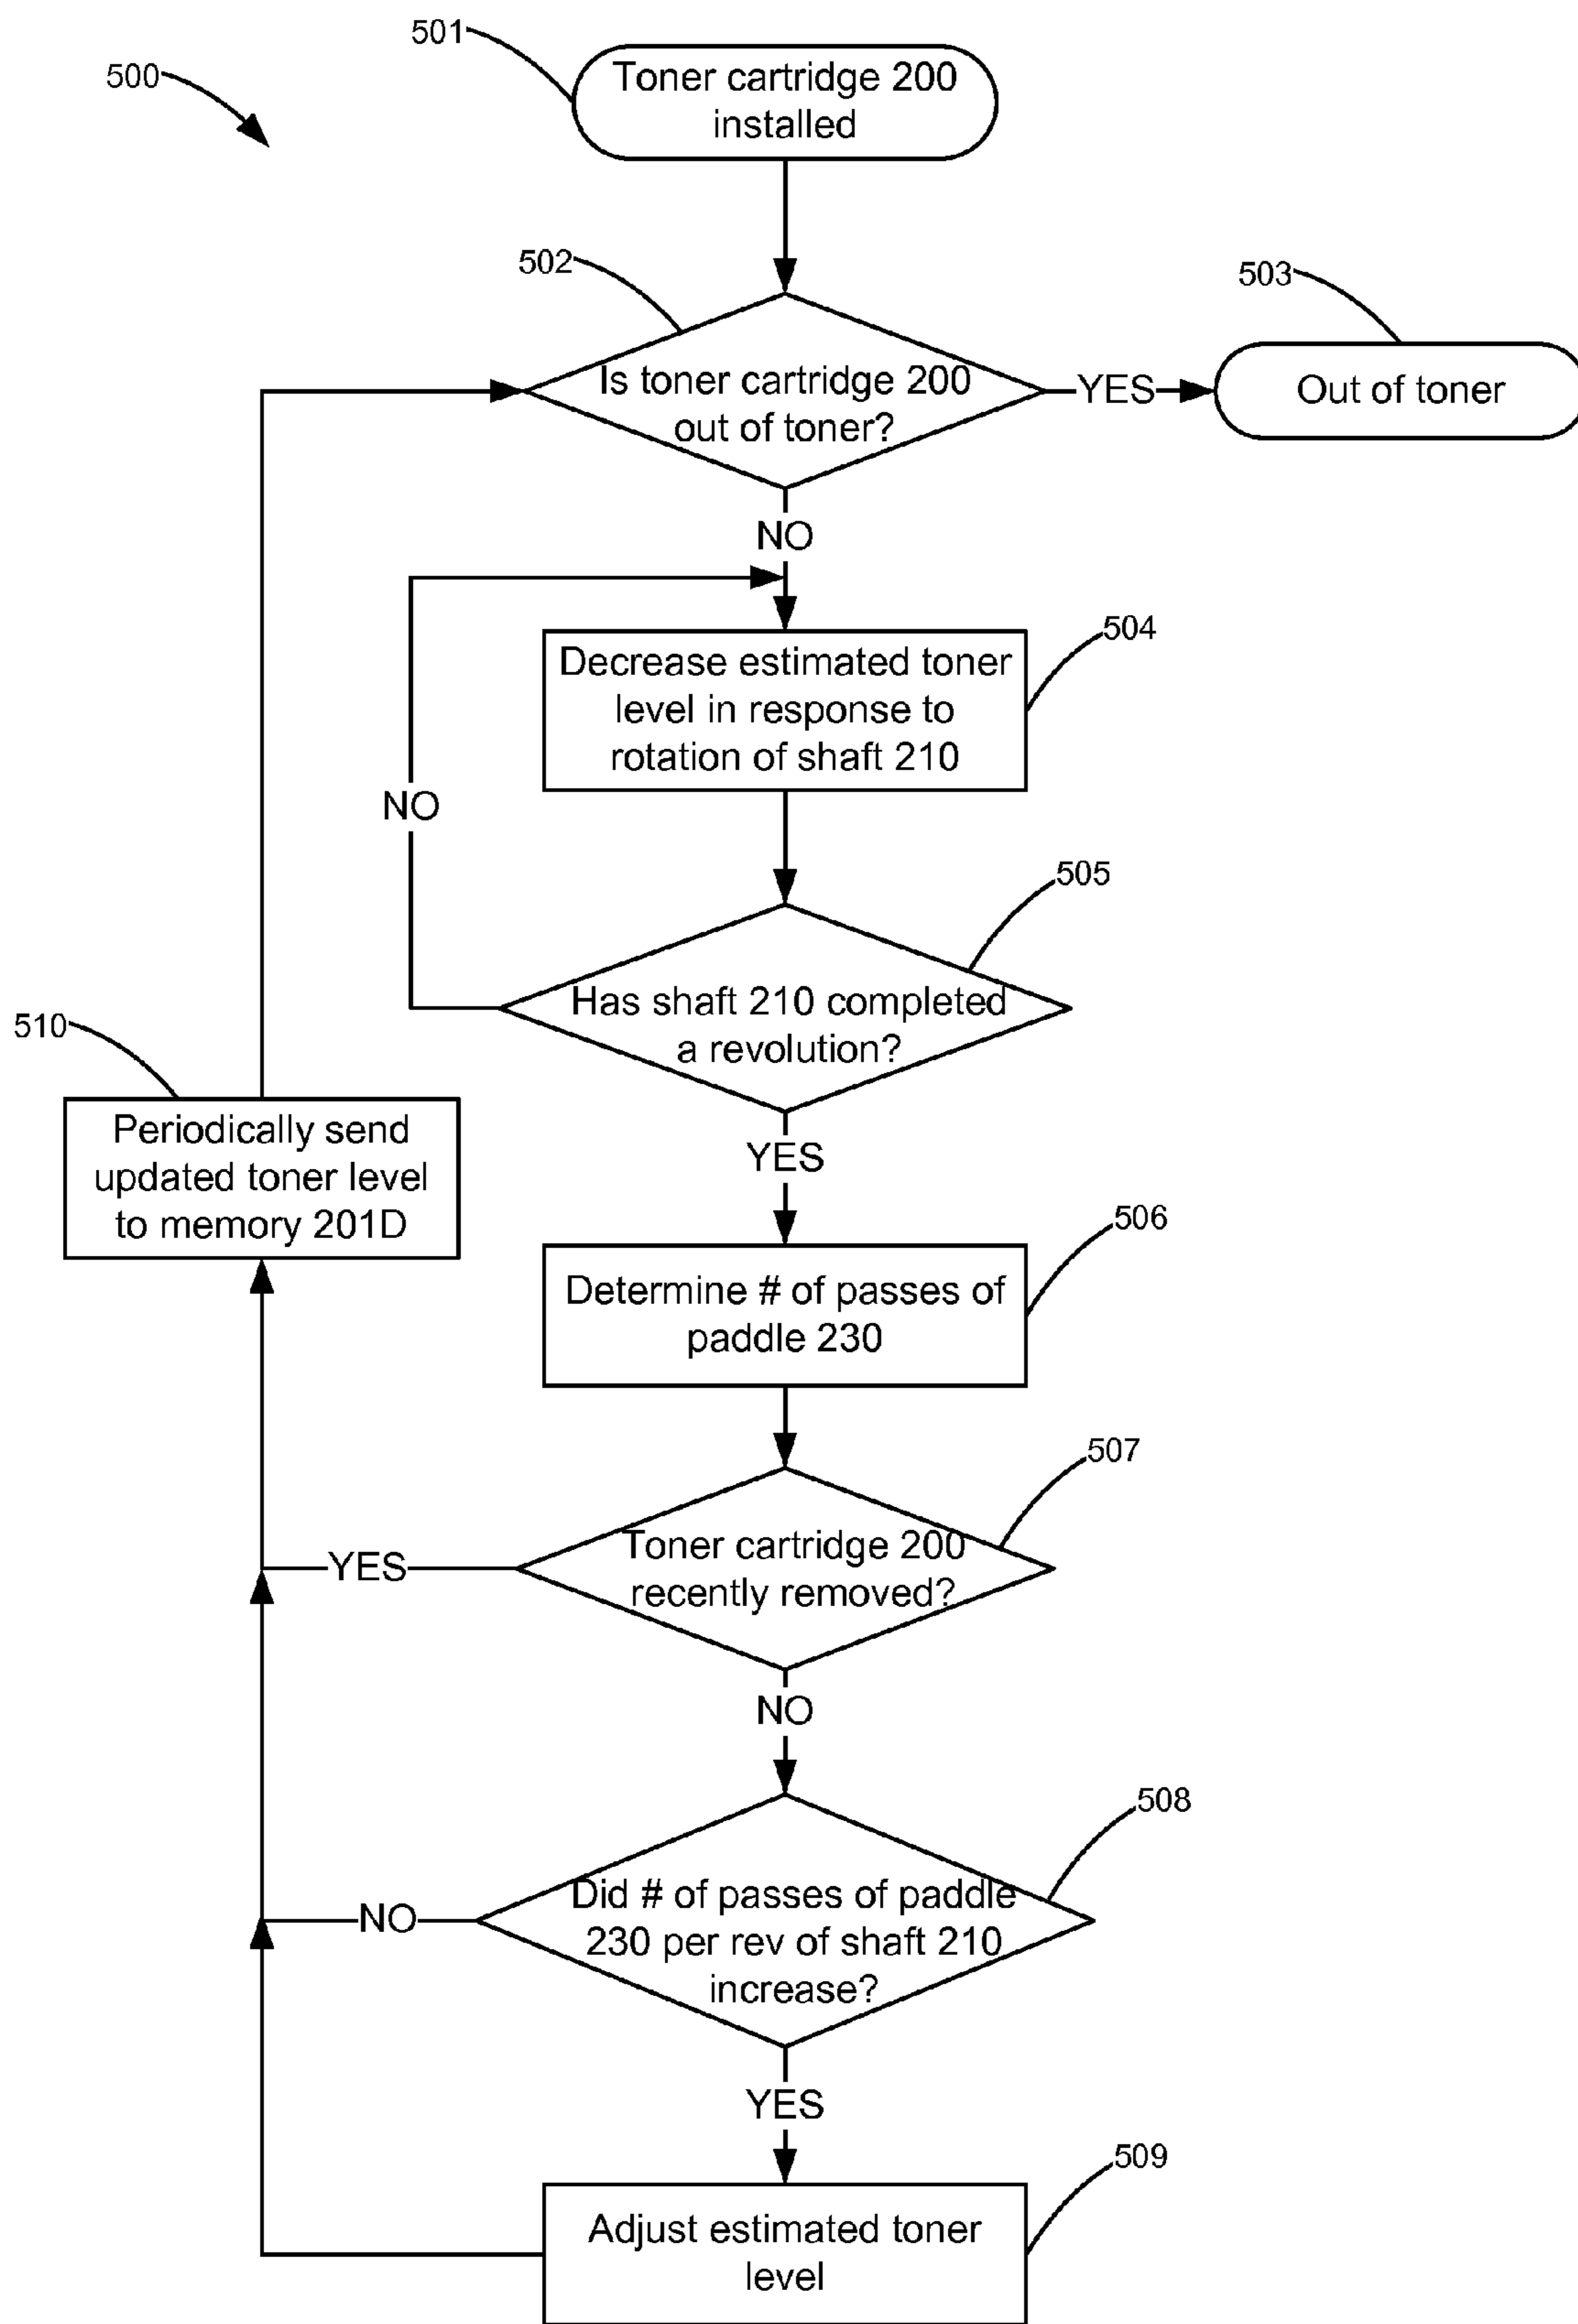 500
501
Toner cartridge 200
installed
502
Is toner cartridge 200
out of toner?
YES
503
Out of toner
NO
504
Decrease estimated toner
level in response to
rotation of shaft 210
NO
505
Has shaft 210 completed
a revolution?
YES
510
Periodically send
updated toner level
to memory 201D
506
Determine # of passes of
paddle 230
507
Toner cartridge 200
recently removed?
YES
NO
508
Did # of passes of paddle
230 per rev of shaft 210
increase?
NO
YES
509
Adjust estimated toner
level